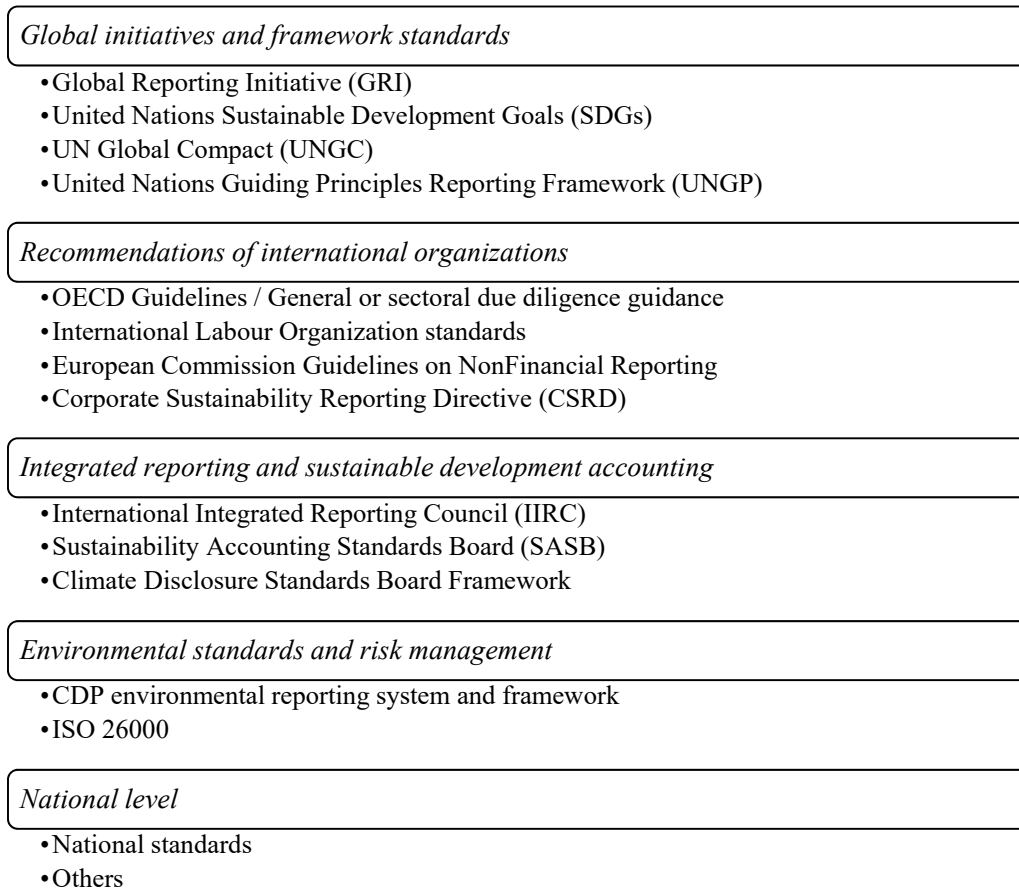 Global initiatives and framework standards
•Global Reporting Initiative (GRI)
•United Nations Sustainable Development Goals (SDGs)
•UN Global Compact (UNGC)
•United Nations Guiding Principles Reporting Framework (UNGP)
Recommendations of international organizations
•OECD Guidelines / General or sectoral due diligence guidance
•International Labour Organization standards
•European Commission Guidelines on NonFinancial Reporting
•Corporate Sustainability Reporting Directive (CSRD)
Integrated reporting and sustainable development accounting
•International Integrated Reporting Council (IIRC)
•Sustainability Accounting Standards Board (SASB)
•Climate Disclosure Standards Board Framework
Environmental standards and risk management
•CDP environmental reporting system and framework
•ISO 26000
National level
•National standards
•Others